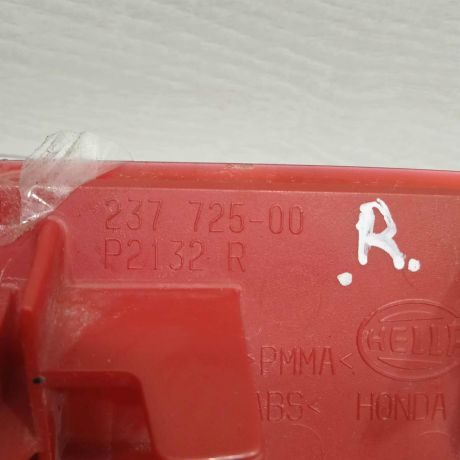 237 725-00
P2132 R
.R.
HELLA
>PMMA<
ABS< HONDA